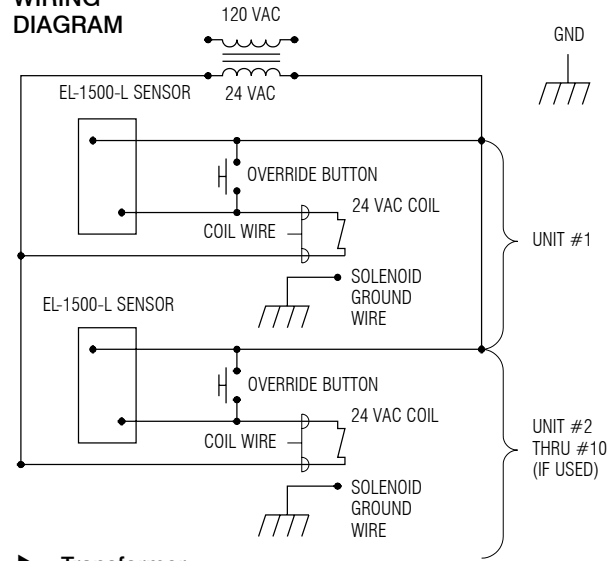 WIRING
DIAGRAM
120 VAC
GND
24 VAC
EL-1500-L SENSOR
OVERRIDE BUTTON
24 VAC COIL
COIL WIRE
UNIT #1
SOLENOID
GROUND
WIRE
EL-1500-L SENSOR
OVERRIDE BUTTON
24 VAC COIL
COIL WIRE
UNIT #2
THRU #10
(IF USED)
SOLENOID
GROUND
WIRE
Transformer